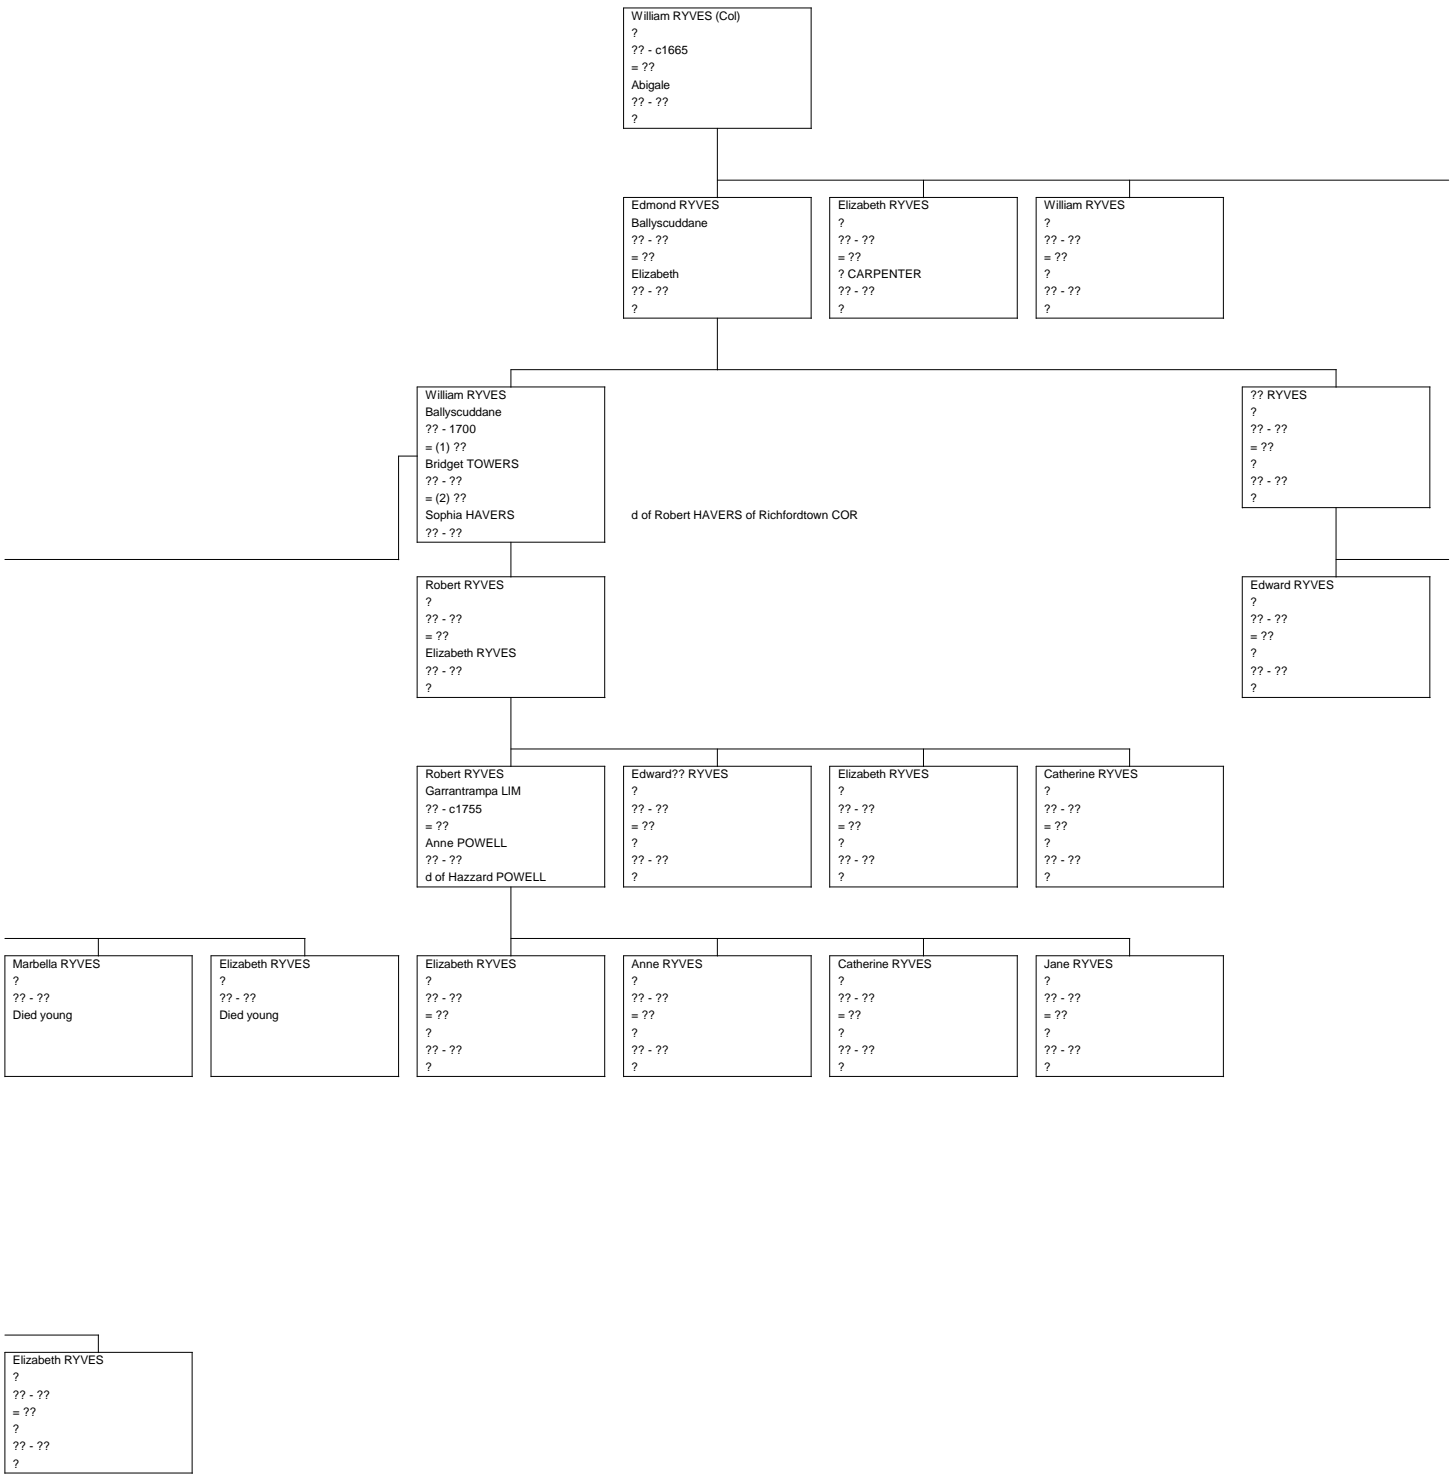 William RYVES (Col)
?
?? - c1665
= ??
Abigale
?? - ??
?
Edmond RYVES
Ballyscuddane
?? - ??
= ??
Elizabeth
?? - ??
?
Elizabeth RYVES
?
?? - ??
= ??
? CARPENTER
?? - ??
?
William RYVES
?
?? - ??
= ??
?
?? - ??
?
William RYVES
Ballyscuddane
?? - 1700
= (1) ??
Bridget TOWERS
?? - ??
= (2) ??
Sophia HAVERS
?? - ??
d of Robert HAVERS of Richfordtown COR
?? RYVES
?
?? - ??
= ??
?
?? - ??
?
Robert RYVES
?
?? - ??
= ??
Elizabeth RYVES
?? - ??
?
Edward RYVES
?
?? - ??
= ??
?
?? - ??
?
Robert RYVES
Garrantrampa LIM
?? - c1755
= ??
Anne POWELL
?? - ??
d of Hazzard POWELL
Edward?? RYVES
?
?? - ??
= ??
?
?? - ??
?
Elizabeth RYVES
?
?? - ??
= ??
?
?? - ??
?
Catherine RYVES
?
?? - ??
= ??
?
?? - ??
?
Marbella RYVES
?
?? - ??
Died young
Elizabeth RYVES
?
?? - ??
Died young
Elizabeth RYVES
?
?? - ??
= ??
?
?? - ??
?
Anne RYVES
?
?? - ??
= ??
?
?? - ??
?
Catherine RYVES
?
?? - ??
= ??
?
?? - ??
?
Jane RYVES
?
?? - ??
= ??
?
?? - ??
?
Elizabeth RYVES
?
?? - ??
= ??
?
?? - ??
?